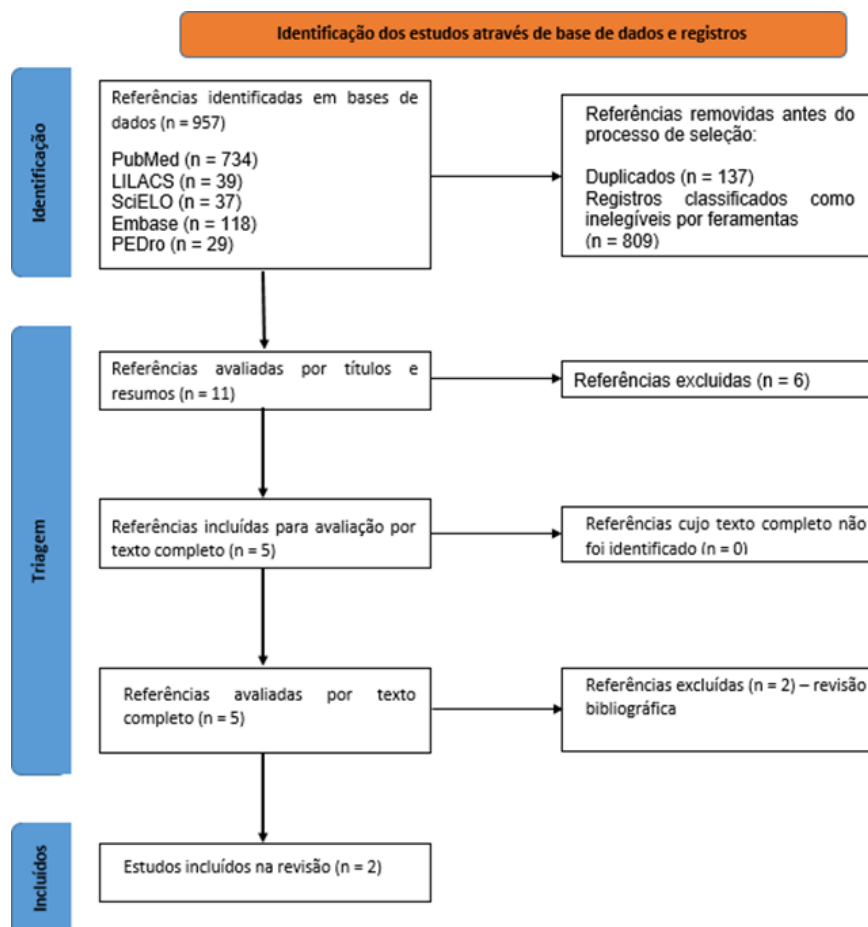 Identificação dos estudos através de base de dados e registros
Identificação
Referências identificadas em bases de
dados (n = 957)
PubMed (n = 734)
LILACS (n = 39)
SciELO (n = 37)
Embase (n = 118)
PEDro (n = 29)
Referências removidas antes do
processo de seleção:
Duplicados (n = 137)
Registros classificados como
inelegíveis por feramentas
(n = 809)
Triagem
Referências avaliadas por títulos e
resumos (n = 11)
Referências excluidas (n = 6)
Referências incluídas para avaliação por
texto completo (n = 5)
Referências cujo texto completo não
foi identificado (n = 0)
Referências avaliadas por texto
completo (n = 5)
Referências excluídas (n = 2) – revisão
bibliográfica
Incluídos
Estudos incluídos na revisão (n = 2)